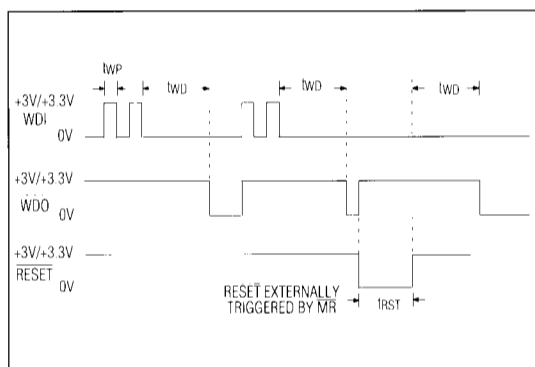 tWP
tWD
tWD
tWD
+3V/+3.3V
WDI
0V
+3V/+3.3V
WDO
0V
+3V/+3.3V
RESET
0V
RESET EXTERNALLY
TRIGGERED BY MR
tRST